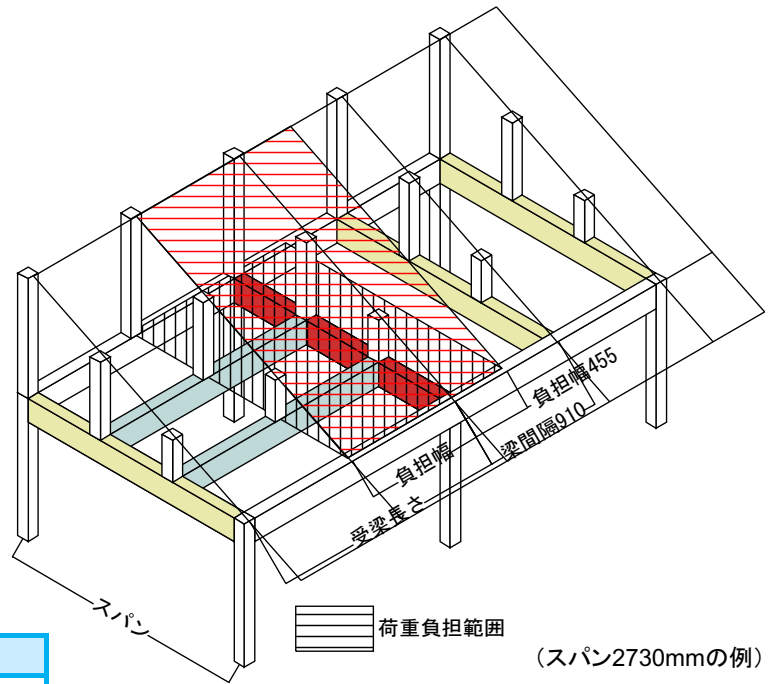 負担幅455
梁間隔910
負担幅
受梁長さ
スパン
荷重負担範囲
（スパン2730mmの例）